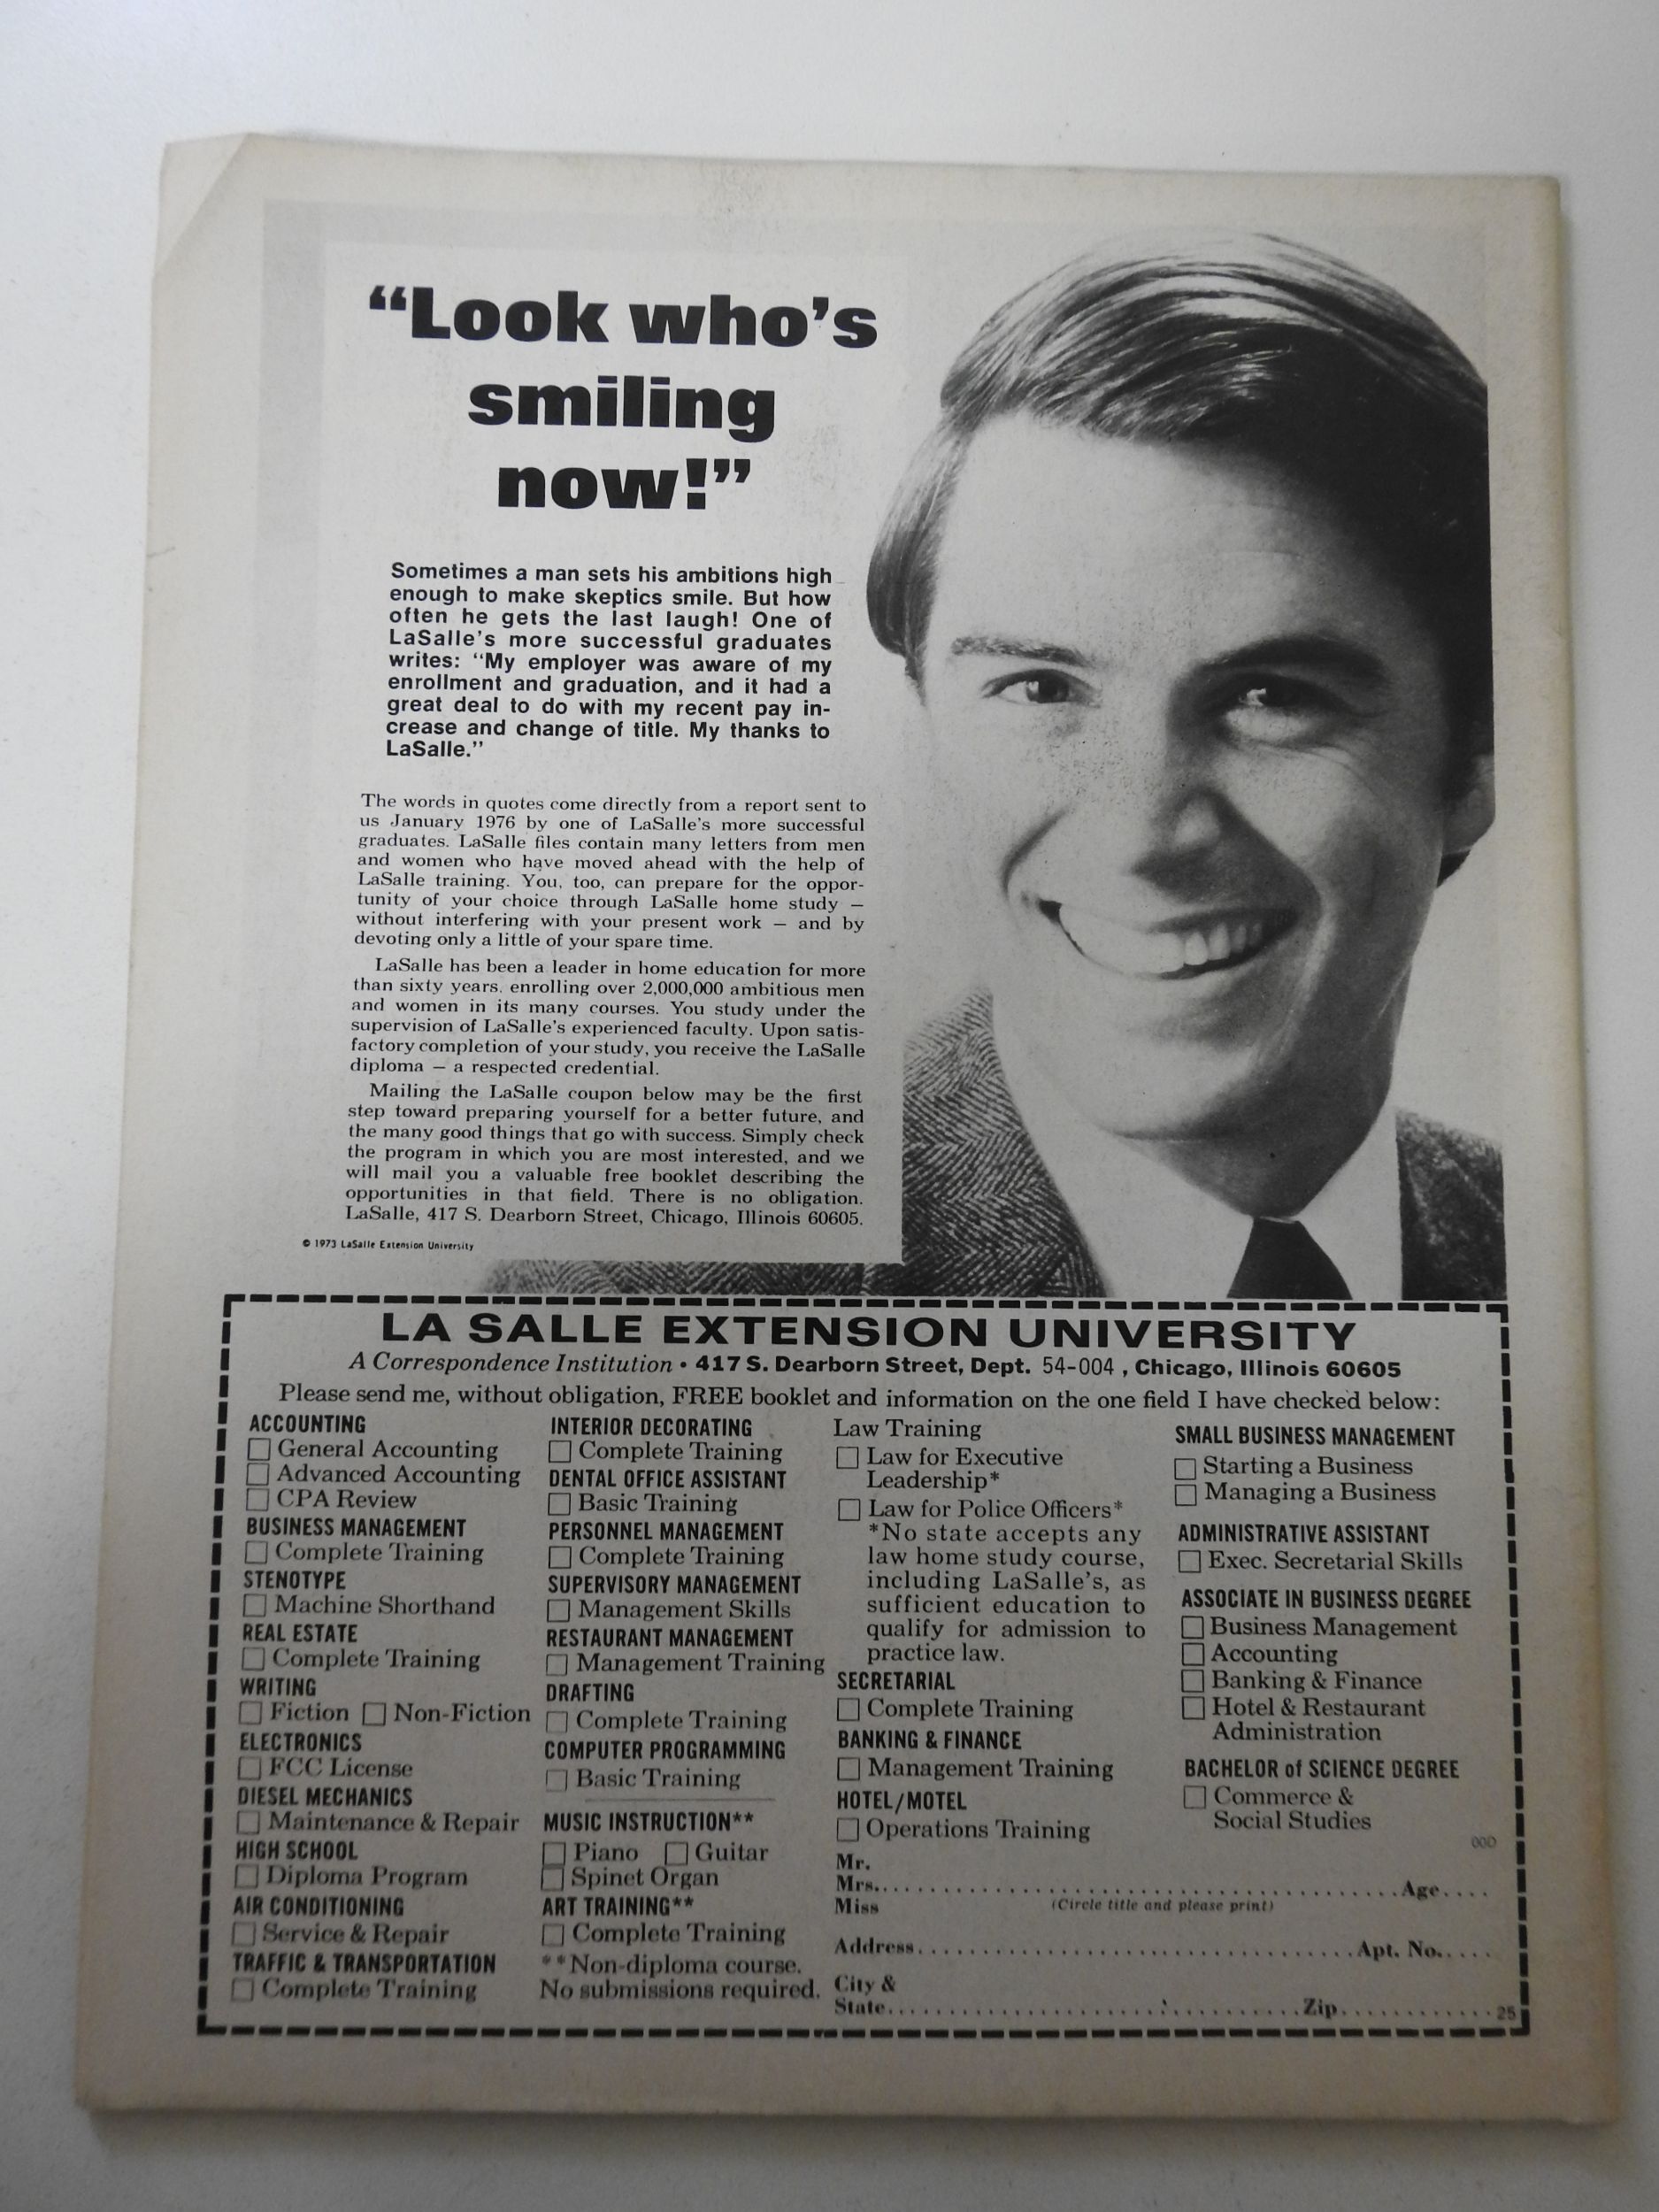 “Look who’s
smiling
now!”
Sometimes a man sets his ambitions high
enough to make skeptics smile. But how
often he gets the last laugh! One of
LaSalle’s more successful graduates
writes: “My employer was aware of my
enrollment and graduation, and it had a
great deal to do with my recent pay in-
crease and change of title. My thanks to
LaSalle.”
The words in quotes come directly from a report sent to
us January 1976 by one of LaSalle’s more successful
graduates. LaSalle files contain many letters from men
and women who have moved ahead with the help of
LaSalle training. You, too, can prepare for the oppor-
tunity of your choice through LaSalle home study —
without interfering with your present work — and by
devoting only a little of your spare time.
LaSalle has been a leader in home education for more
than sixty years, enrolling over 2,000,000 ambitious men
and women in its many courses. You study under the
supervision of LaSalle’s experienced faculty. Upon satis-
factory completion of your study, you receive the LaSalle
diploma — a respected credential.
Mailing the LaSalle coupon below may be the first
step toward preparing yourself for a better future, and
the many good things that go with success. Simply check
the program in which you are most interested, and we
will mail you a valuable free booklet describing the
opportunities in that field. There is no obligation.
LaSalle, 417 S. Dearborn Street, Chicago, Illinois 60605.
© 1973 LaSalle Extension University
LA SALLE EXTENSION UNIVERSITY
A Correspondence Institution • 417 S. Dearborn Street, Dept. 54-004, Chicago, Illinois 60605
Please send me, without obligation, FREE booklet and information on the one field I have checked below:
ACCOUNTING
General Accounting
Advanced Accounting
CPA Review
BUSINESS MANAGEMENT
Complete Training
STENOTYPE
Machine Shorthand
REAL ESTATE
Complete Training
WRITING
Fiction Non-Fiction
ELECTRONICS
FCC License
DIESEL MECHANICS
Maintenance & Repair
HIGH SCHOOL
Diploma Program
AIR CONDITIONING
Service & Repair
TRAFFIC & TRANSPORTATION
Complete Training
INTERIOR DECORATING
Complete Training
DENTAL OFFICE ASSISTANT
Basic Training
PERSONNEL MANAGEMENT
Complete Training
SUPERVISORY MANAGEMENT
Management Skills
RESTAURANT MANAGEMENT
Management Training
DRAFTING
Complete Training
COMPUTER PROGRAMMING
Basic Training
MUSIC INSTRUCTION**
Piano Guitar
Spinet Organ
ART TRAINING**
Complete Training
**Non-diploma course.
No submissions required.
Law Training
Law for Executive
Leadership*
Law for Police Officers*
*No state accepts any
law home study course,
including LaSalle’s, as
sufficient education to
qualify for admission to
practice law.
SECRETARIAL
Complete Training
BANKING & FINANCE
Management Training
HOTEL/MOTEL
Operations Training
SMALL BUSINESS MANAGEMENT
Starting a Business
Managing a Business
ADMINISTRATIVE ASSISTANT
Exec. Secretarial Skills
ASSOCIATE IN BUSINESS DEGREE
Business Management
Accounting
Banking & Finance
Hotel & Restaurant
Administration
BACHELOR of SCIENCE DEGREE
Commerce &
Social Studies
000
Mr.
Mrs. Age
Miss (Circle title and please print)
Address Apt. No.
City &
State Zip 25